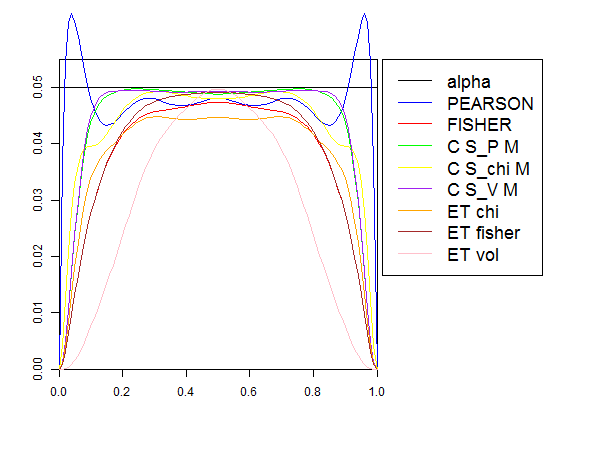 0.05
0.04
0.03
0.02
0.01
0.00
0.0 0.2 0.4 0.6 0.8 1.0
alpha
PEARSON
FISHER
C S_P M
C S_chi M
C S_V M
ET chi
ET fisher
ET vol